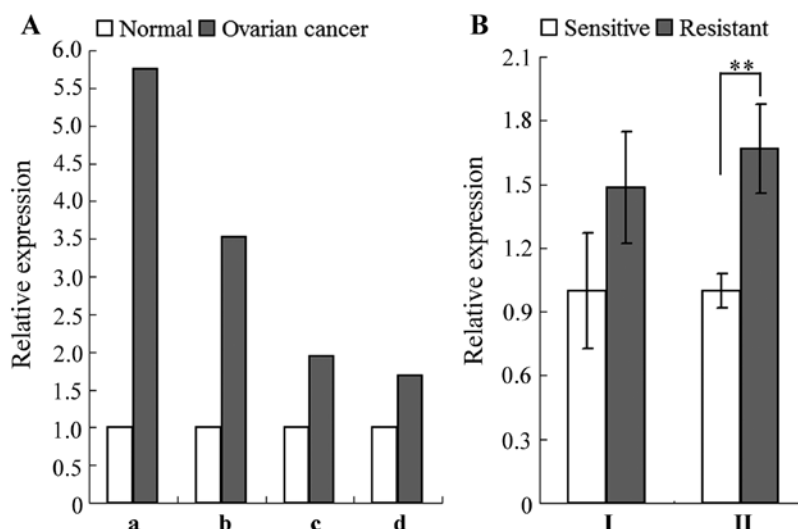 A
Normal Ovarian cancer
Relative expression
6.0
5.5
5.0
4.5
4.0
3.5
3.0
2.5
2.0
1.5
1.0
0.5
0
a b c d
B
Sensitive Resistant
Relative expression
2.1
1.8
1.5
1.2
0.9
0.6
0.3
0
**
I II